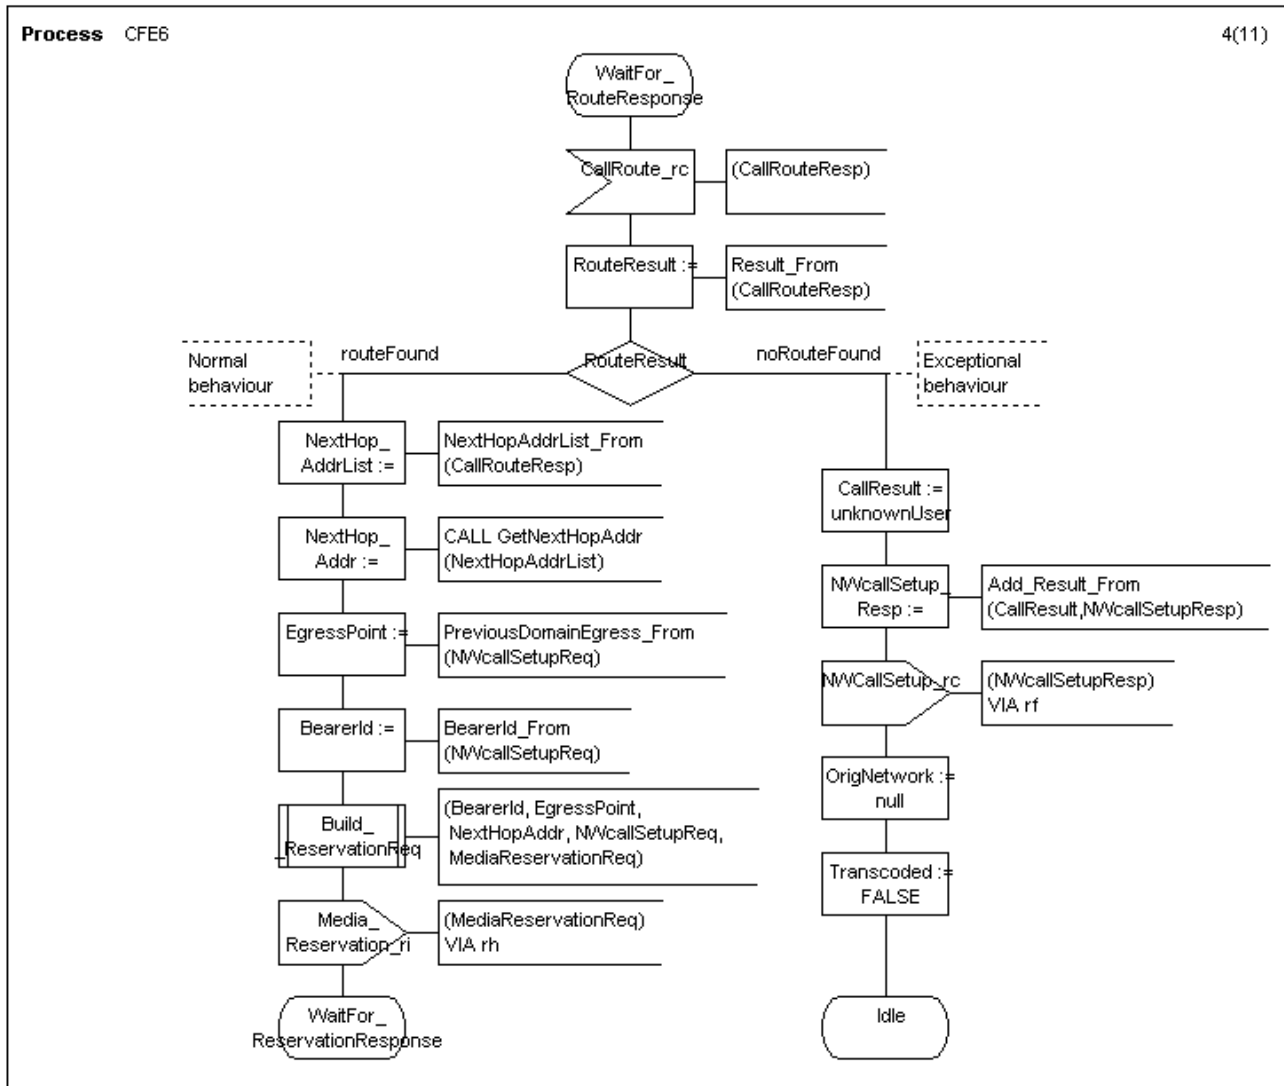 Process CFE6
4(11)
WaitFor_
RouteResponse
CallRoute_rc
(CallRouteResp)
RouteResult :=
Result_From
(CallRouteResp)
Normal
behaviour
routeFound
RouteResult
noRouteFound
Exceptional
behaviour
NextHop_
AddrList :=
NextHopAddrList_From
(CallRouteResp)
NextHop_
Addr :=
CALL GetNextHopAddr
(NextHopAddrList)
EgressPoint :=
PreviousDomainEgress_From
(NWcallSetupReq)
BearerId :=
BearerId_From
(NWcallSetupReq)
Build_
_ReservationReq
(BearerId, EgressPoint,
NextHopAddr, NWcallSetupReq,
MediaReservationReq)
Media_
Reservation_ri
(MediaReservationReq)
VIA rh
WaitFor_
ReservationResponse
CallResult :=
unknownUser
NWcallSetup_
Resp :=
Add_Result_From
(CallResult,NWcallSetupResp)
NWCallSetup_rc
(NWcallSetupResp)
VIA rf
OrigNetwork :=
null
Transcoded :=
FALSE
Idle